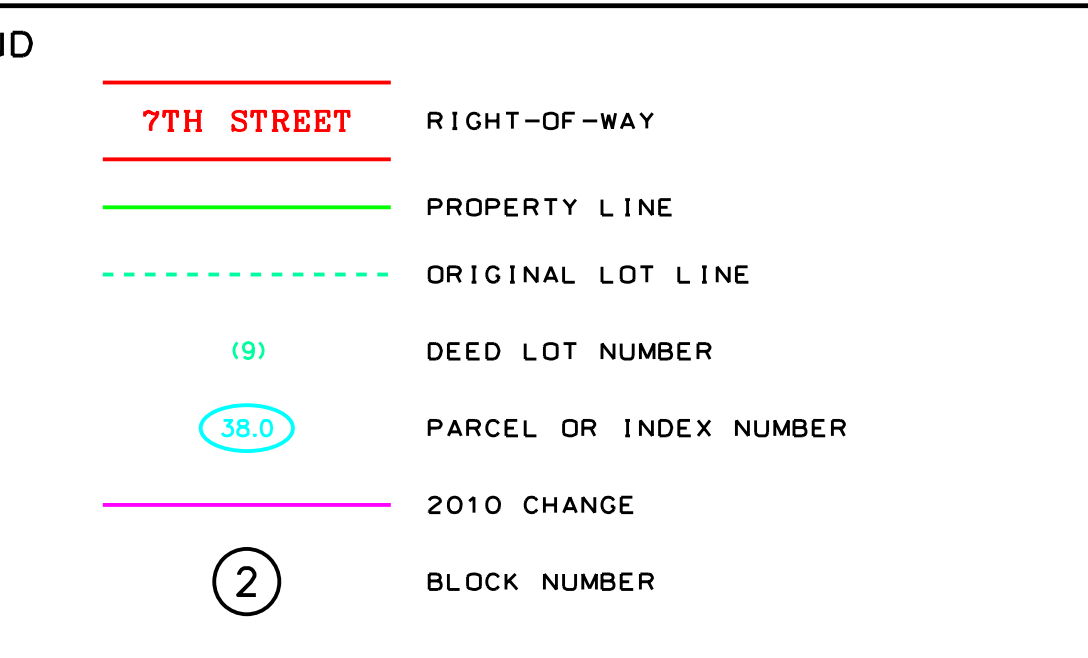 ND
7TH STREET RIGHT-OF-WAY
PROPERTY LINE
ORIGINAL LOT LINE
(9) DEED LOT NUMBER
38.0 PARCEL OR INDEX NUMBER
2010 CHANGE
2 BLOCK NUMBER